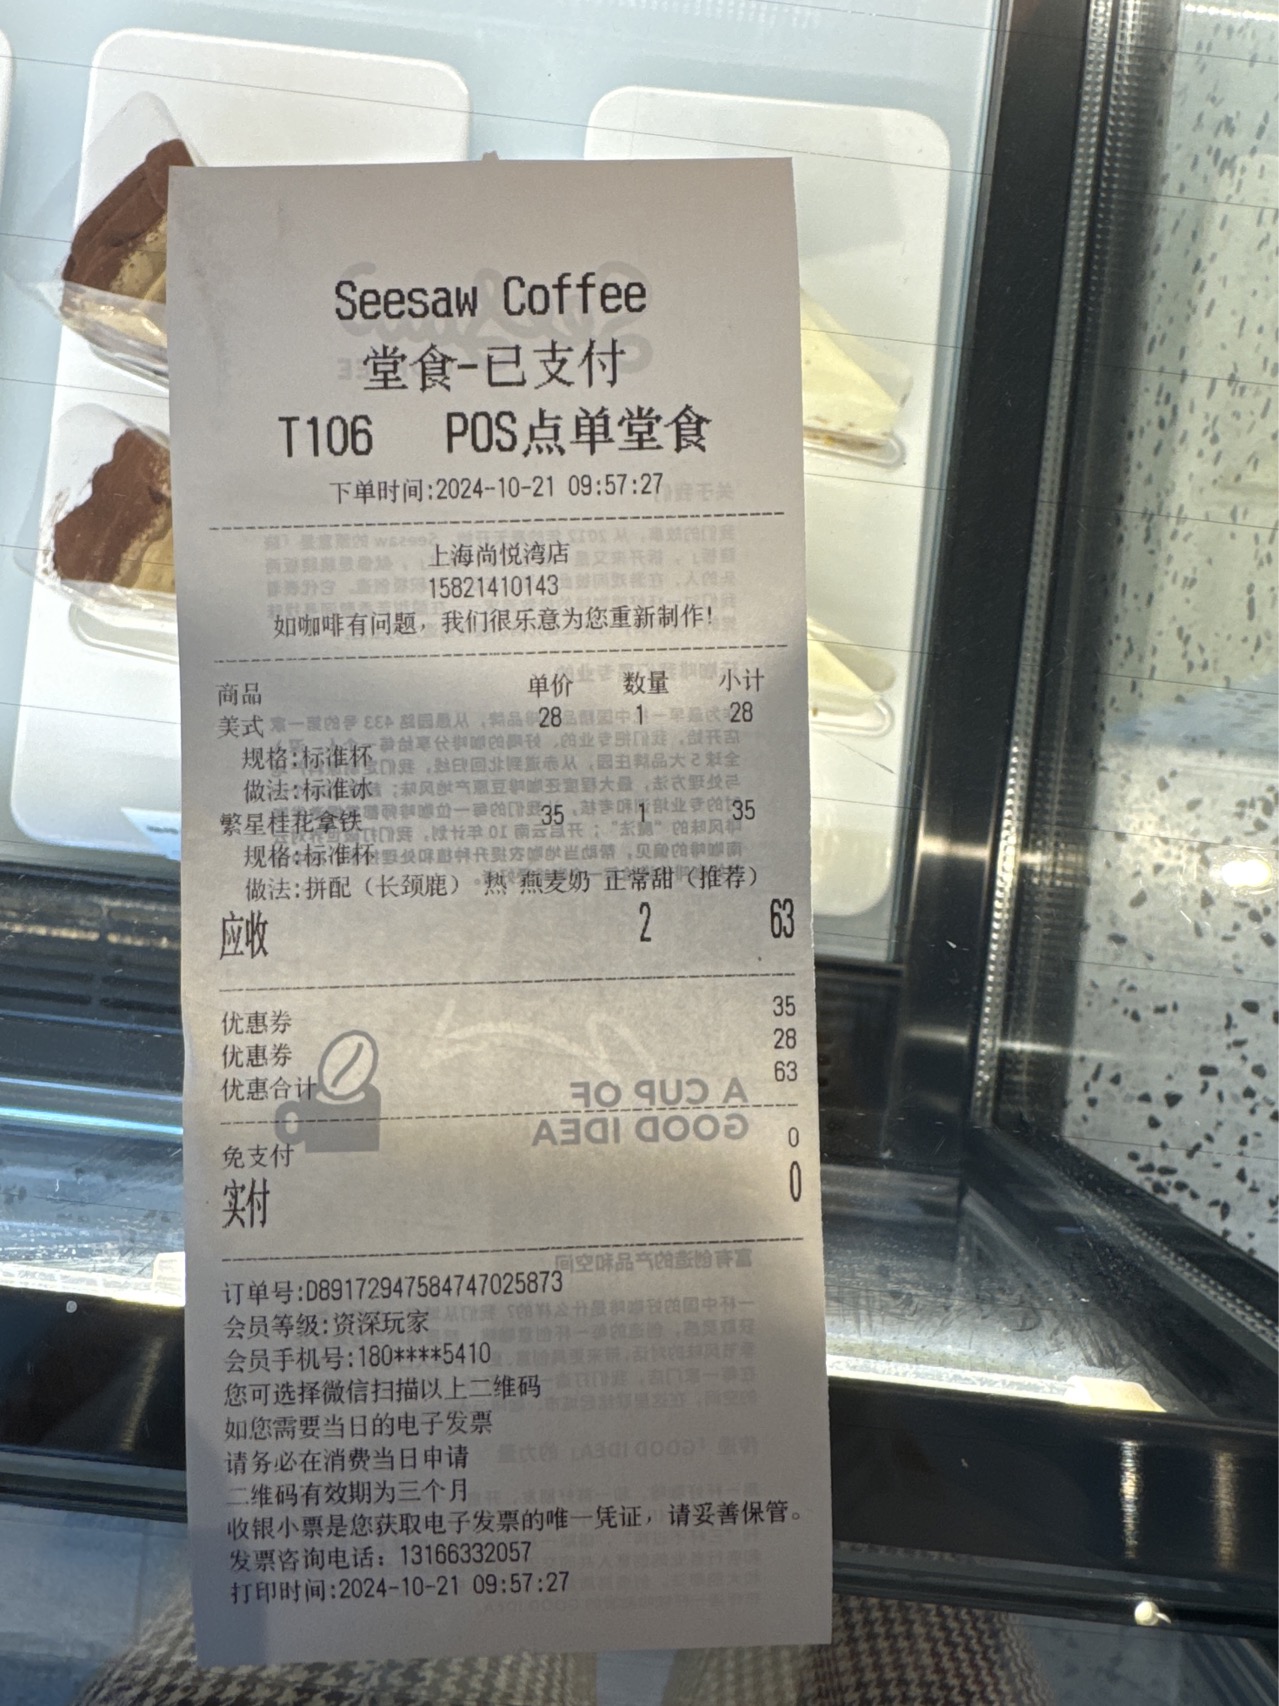 Seesaw Coffee
堂食-已支付
T106 POS点单堂食
下单时间:2024-10-21 09:57:27
上海尚悦湾店
15821410143
如咖啡有问题，我们很乐意为您重新制作!
商品 单价 数量 小计
美式 28 1 28
规格:标准杯
做法:标准冰
繁星桂花拿铁 35 1 35
规格:标准杯
做法:拼配（长颈鹿） 热 燕麦奶 正常甜（推荐）
应收 2 63
优惠券 35
优惠券 28
优惠合计 63
A CUP OF
GOOD IDEA
免支付 0
实付 0
订单号:D89172947584747025873
会员等级:资深玩家
会员手机号:180****5410
您可选择微信扫描以上二维码
如您需要当日的电子发票
请务必在消费当日申请
二维码有效期为三个月
收银小票是您获取电子发票的唯一凭证，请妥善保管。
发票咨询电话：13166332057
打印时间:2024-10-21 09:57:27